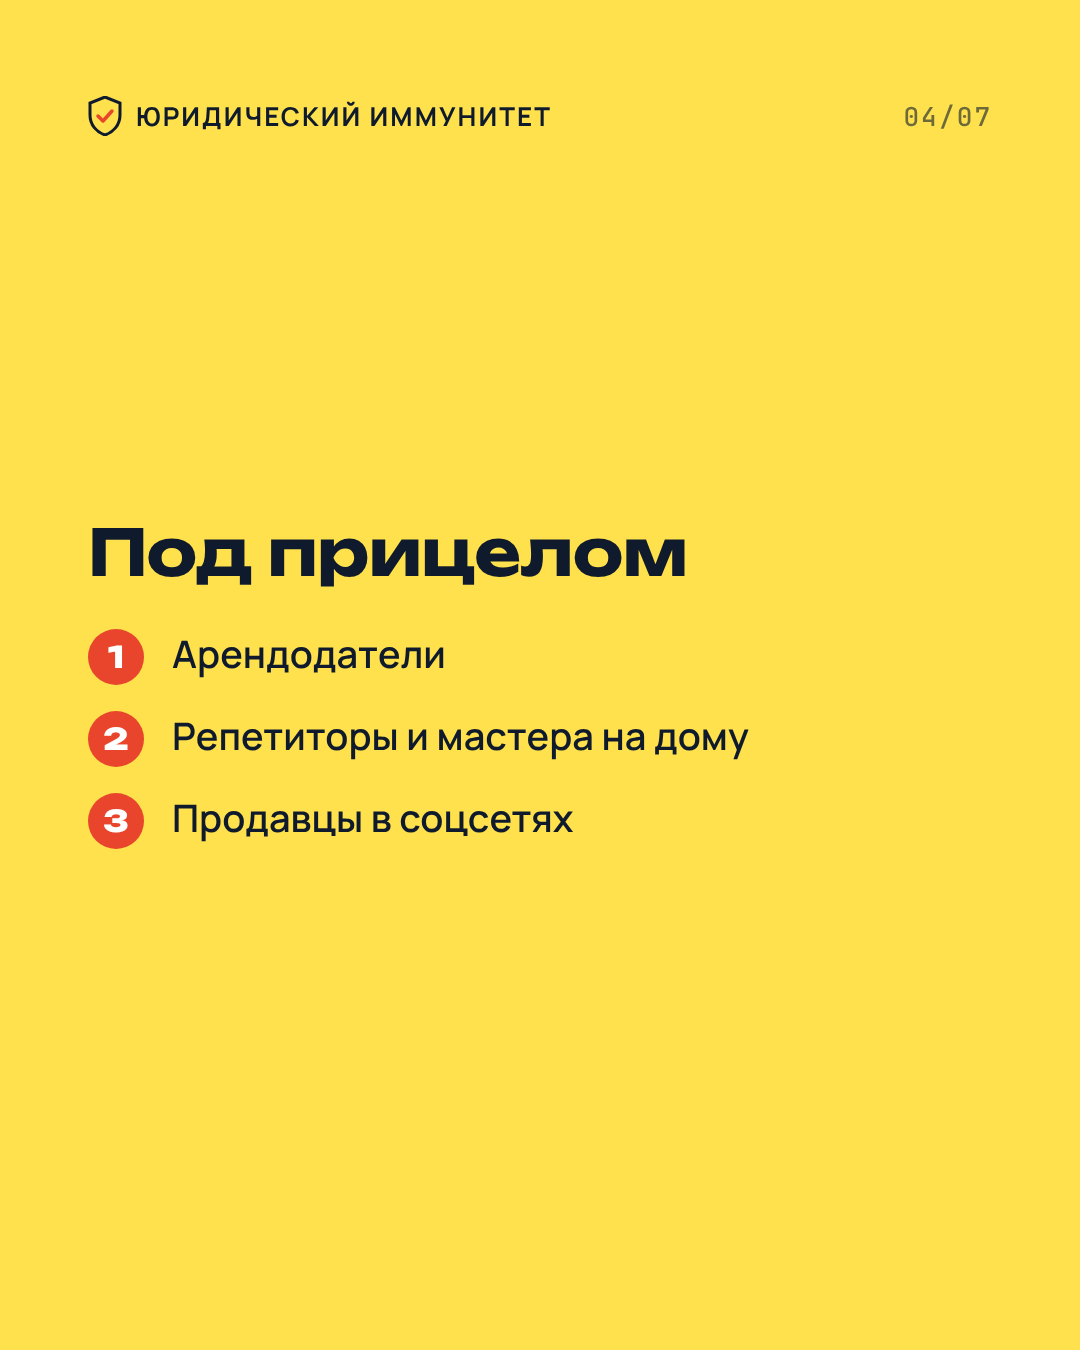 ЮРИДИЧЕСКИЙ ИММУНИТЕТ
04/07
Под прицелом
1 Арендодатели
2 Репетиторы и мастера на дому
3 Продавцы в соцсетях